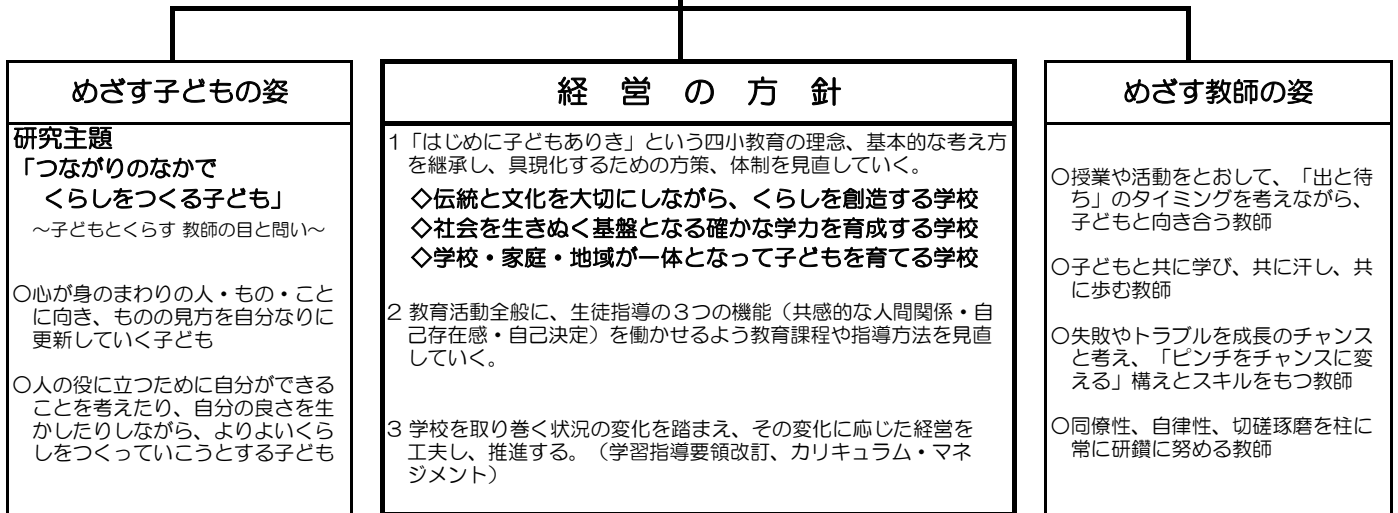 めざす子どもの姿
研究主題
「つながりのなかで
くらしをつくる子ども」
～子どもとくらす 教師の目と問い～
○心が身のまわりの人・もの・こと
に向き、ものの見方を自分なりに
更新していく子ども
○人の役に立つために自分ができる
ことを考えたり、自分の良さを生
かしたりしながら、よりよいくら
しをつくっていこうとする子ども
経営の方針
1「はじめに子どもありき」という四小教育の理念、基本的な考え方
を継承し、具現化するための方策、体制を見直していく。
◇伝統と文化を大切にしながら、くらしを創造する学校
◇社会を生きぬく基盤となる確かな学力を育成する学校
◇学校・家庭・地域が一体となって子どもを育てる学校
2 教育活動全般に、生徒指導の3つの機能（共感的な人間関係・自
己存在感・自己決定）を働かせるよう教育課程や指導方法を見直
していく。
3 学校を取り巻く状況の変化を踏まえ、その変化に応じた経営を
工夫し、推進する。（学習指導要領改訂、カリキュラム・マネ
ジメント）
めざす教師の姿
○授業や活動をとおして、「出と待
ち」のタイミングを考えながら、
子どもと向き合う教師
○子どもと共に学び、共に汗し、共
に歩む教師
○失敗やトラブルを成長のチャンス
と考え、「ピンチをチャンスに変
える」構えとスキルをもつ教師
○同僚性、自律性、切磋琢磨を柱に
常に研鑽に努める教師